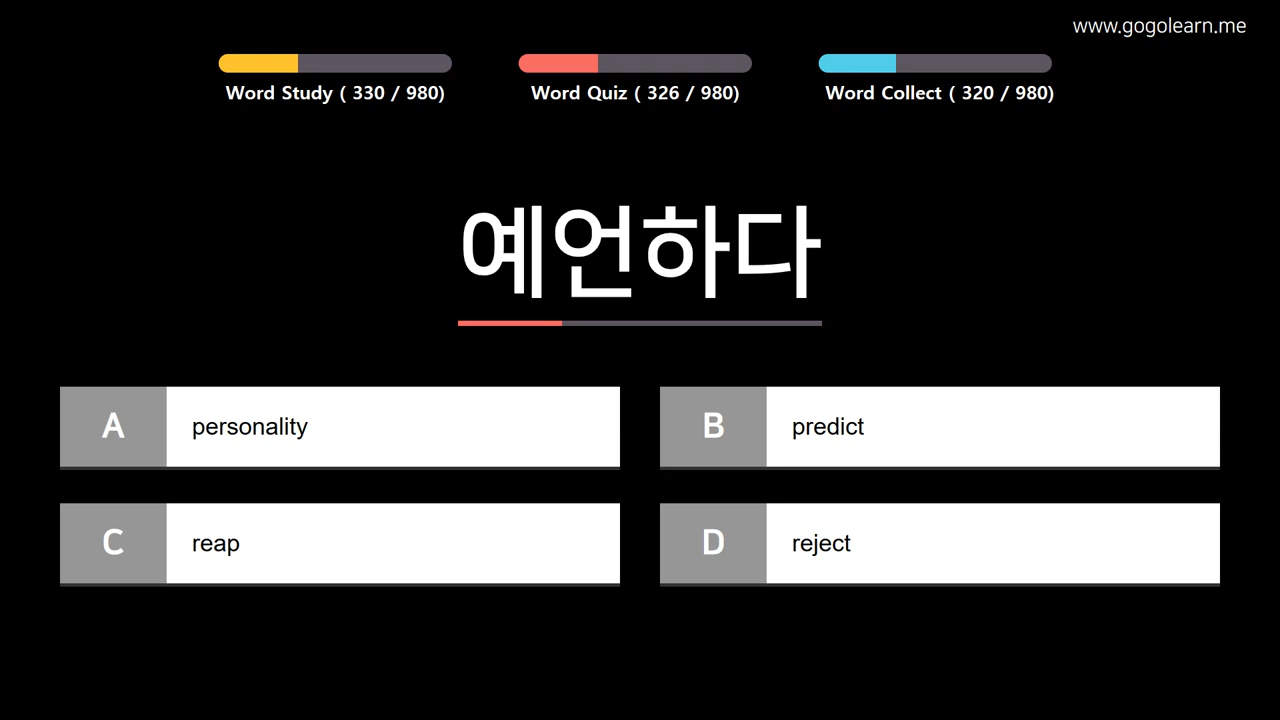 www.gogolearn.me
Word Study ( 330 / 980)
Word Quiz ( 326 / 980)
Word Collect ( 320 / 980)
예언하다
A personality
B predict
C reap
D reject